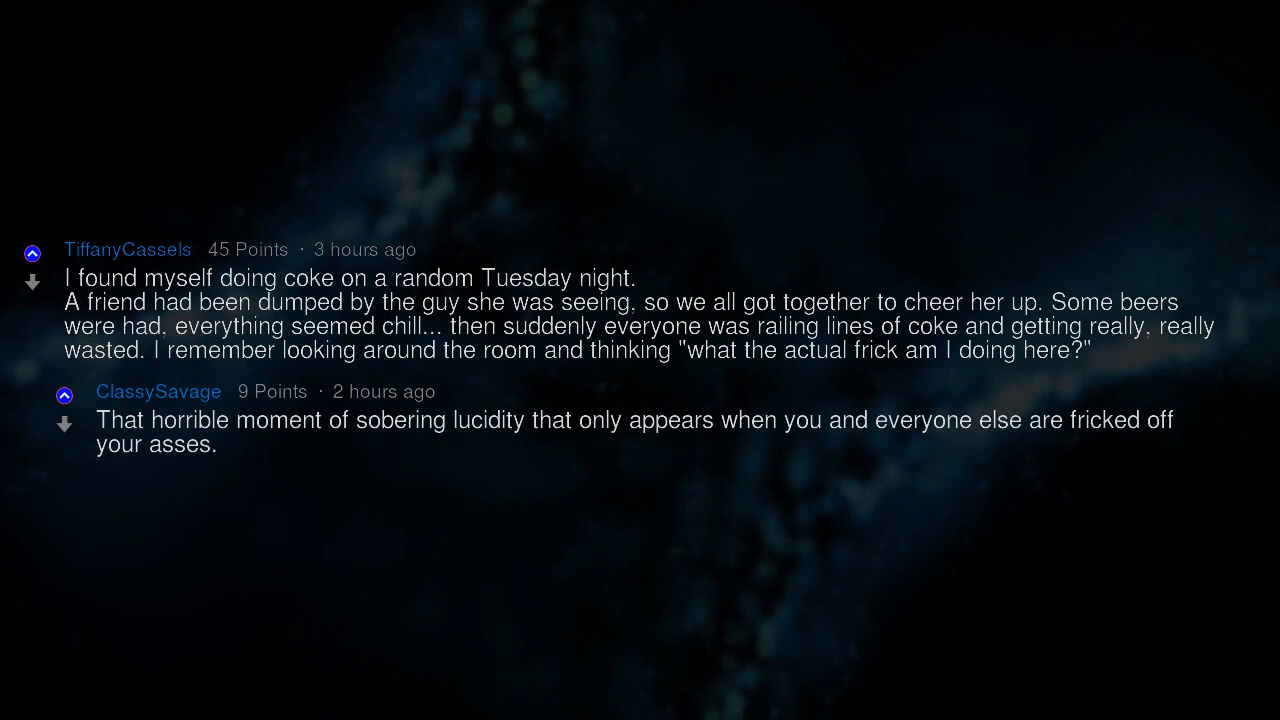 TiffanyCassels 45 Points · 3 hours ago
I found myself doing coke on a random Tuesday night.
A friend had been dumped by the guy she was seeing, so we all got together to cheer her up. Some beers
were had, everything seemed chill... then suddenly everyone was railing lines of coke and getting really, really
wasted. I remember looking around the room and thinking "what the actual frick am I doing here?"
ClassySavage 9 Points · 2 hours ago
That horrible moment of sobering lucidity that only appears when you and everyone else are fricked off
your asses.